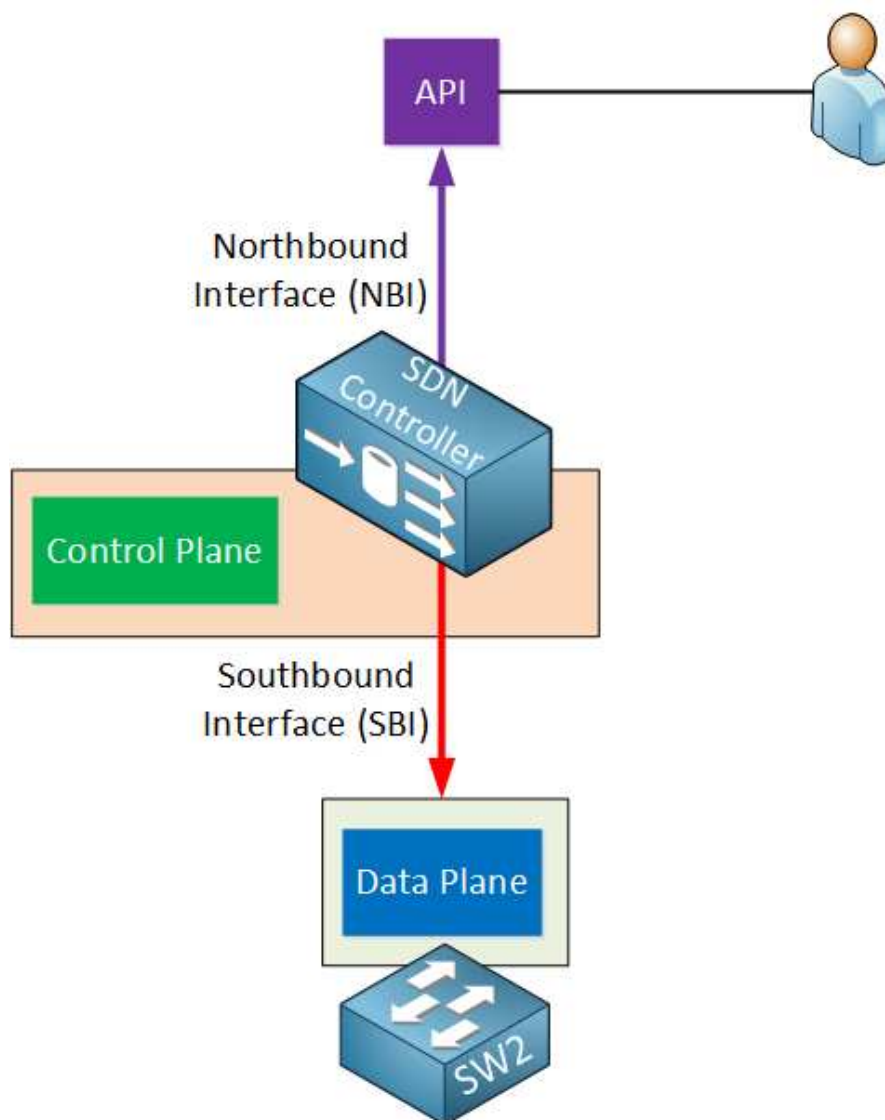 API
Northbound
Interface (NBI)
SDN
Controller
Control Plane
Southbound
Interface (SBI)
Data Plane
SW2